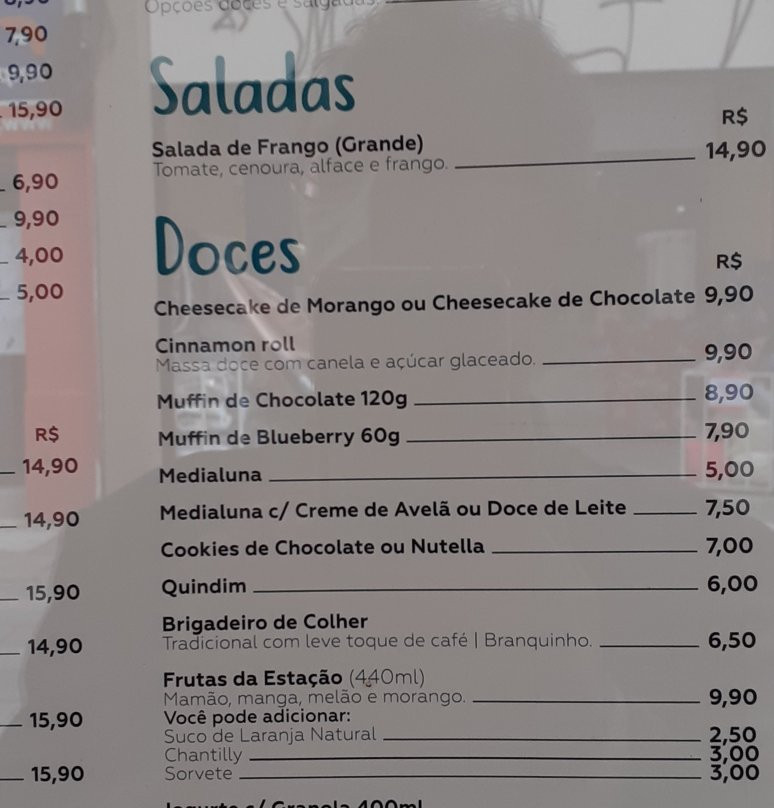 7,90
9,90
15,90
6,90
9,90
4,00
5,00
R$
14,90
14,90
15,90
14,90
15,90
15,90
Opções doces e salgadas.
Saladas
R$
Salada de Frango (Grande)
Tomate, cenoura, alface e frango. 14,90
Doces
R$
Cheesecake de Morango ou Cheesecake de Chocolate 9,90
Cinnamon roll
Massa doce com canela e açúcar glaceado. 9,90
Muffin de Chocolate 120g 8,90
Muffin de Blueberry 60g 7,90
Medialuna 5,00
Medialuna c/ Creme de Avelã ou Doce de Leite 7,50
Cookies de Chocolate ou Nutella 7,00
Quindim 6,00
Brigadeiro de Colher
Tradicional com leve toque de café | Branquinho. 6,50
Frutas da Estação (440ml)
Mamão, manga, melão e morango. 9,90
Você pode adicionar:
Suco de Laranja Natural 2,50
Chantilly 3,00
Sorvete 3,00
Iogurte c/ Granola 400ml